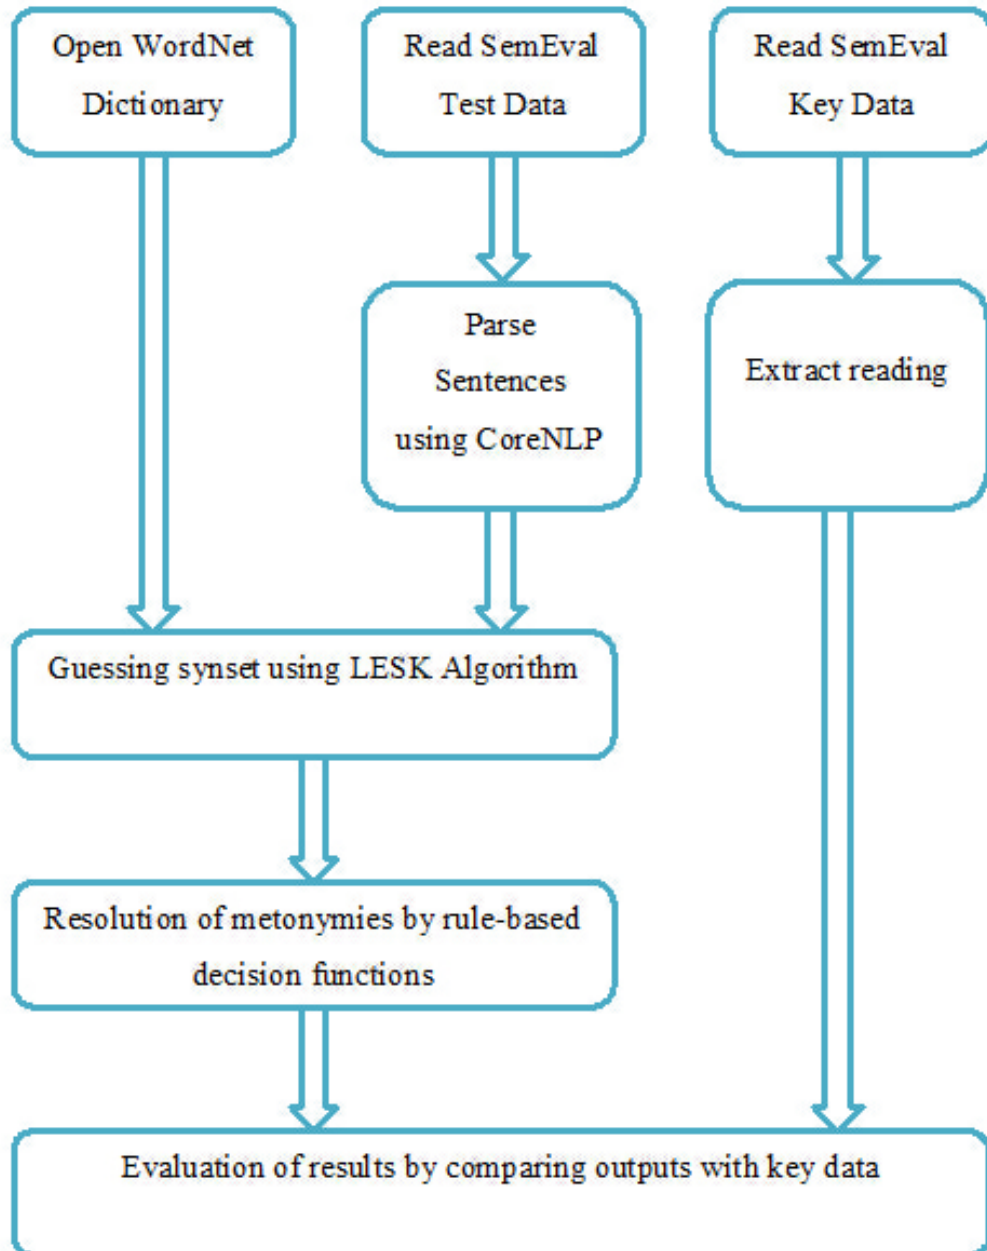 Open WordNet
Dictionary
Read SemEval
Test Data
Read SemEval
Key Data
Parse
Sentences
using CoreNLP
Extract reading
Guessing synset using LESK Algorithm
Resolution of metonymies by rule-based
decision functions
Evaluation of results by comparing outputs with key data